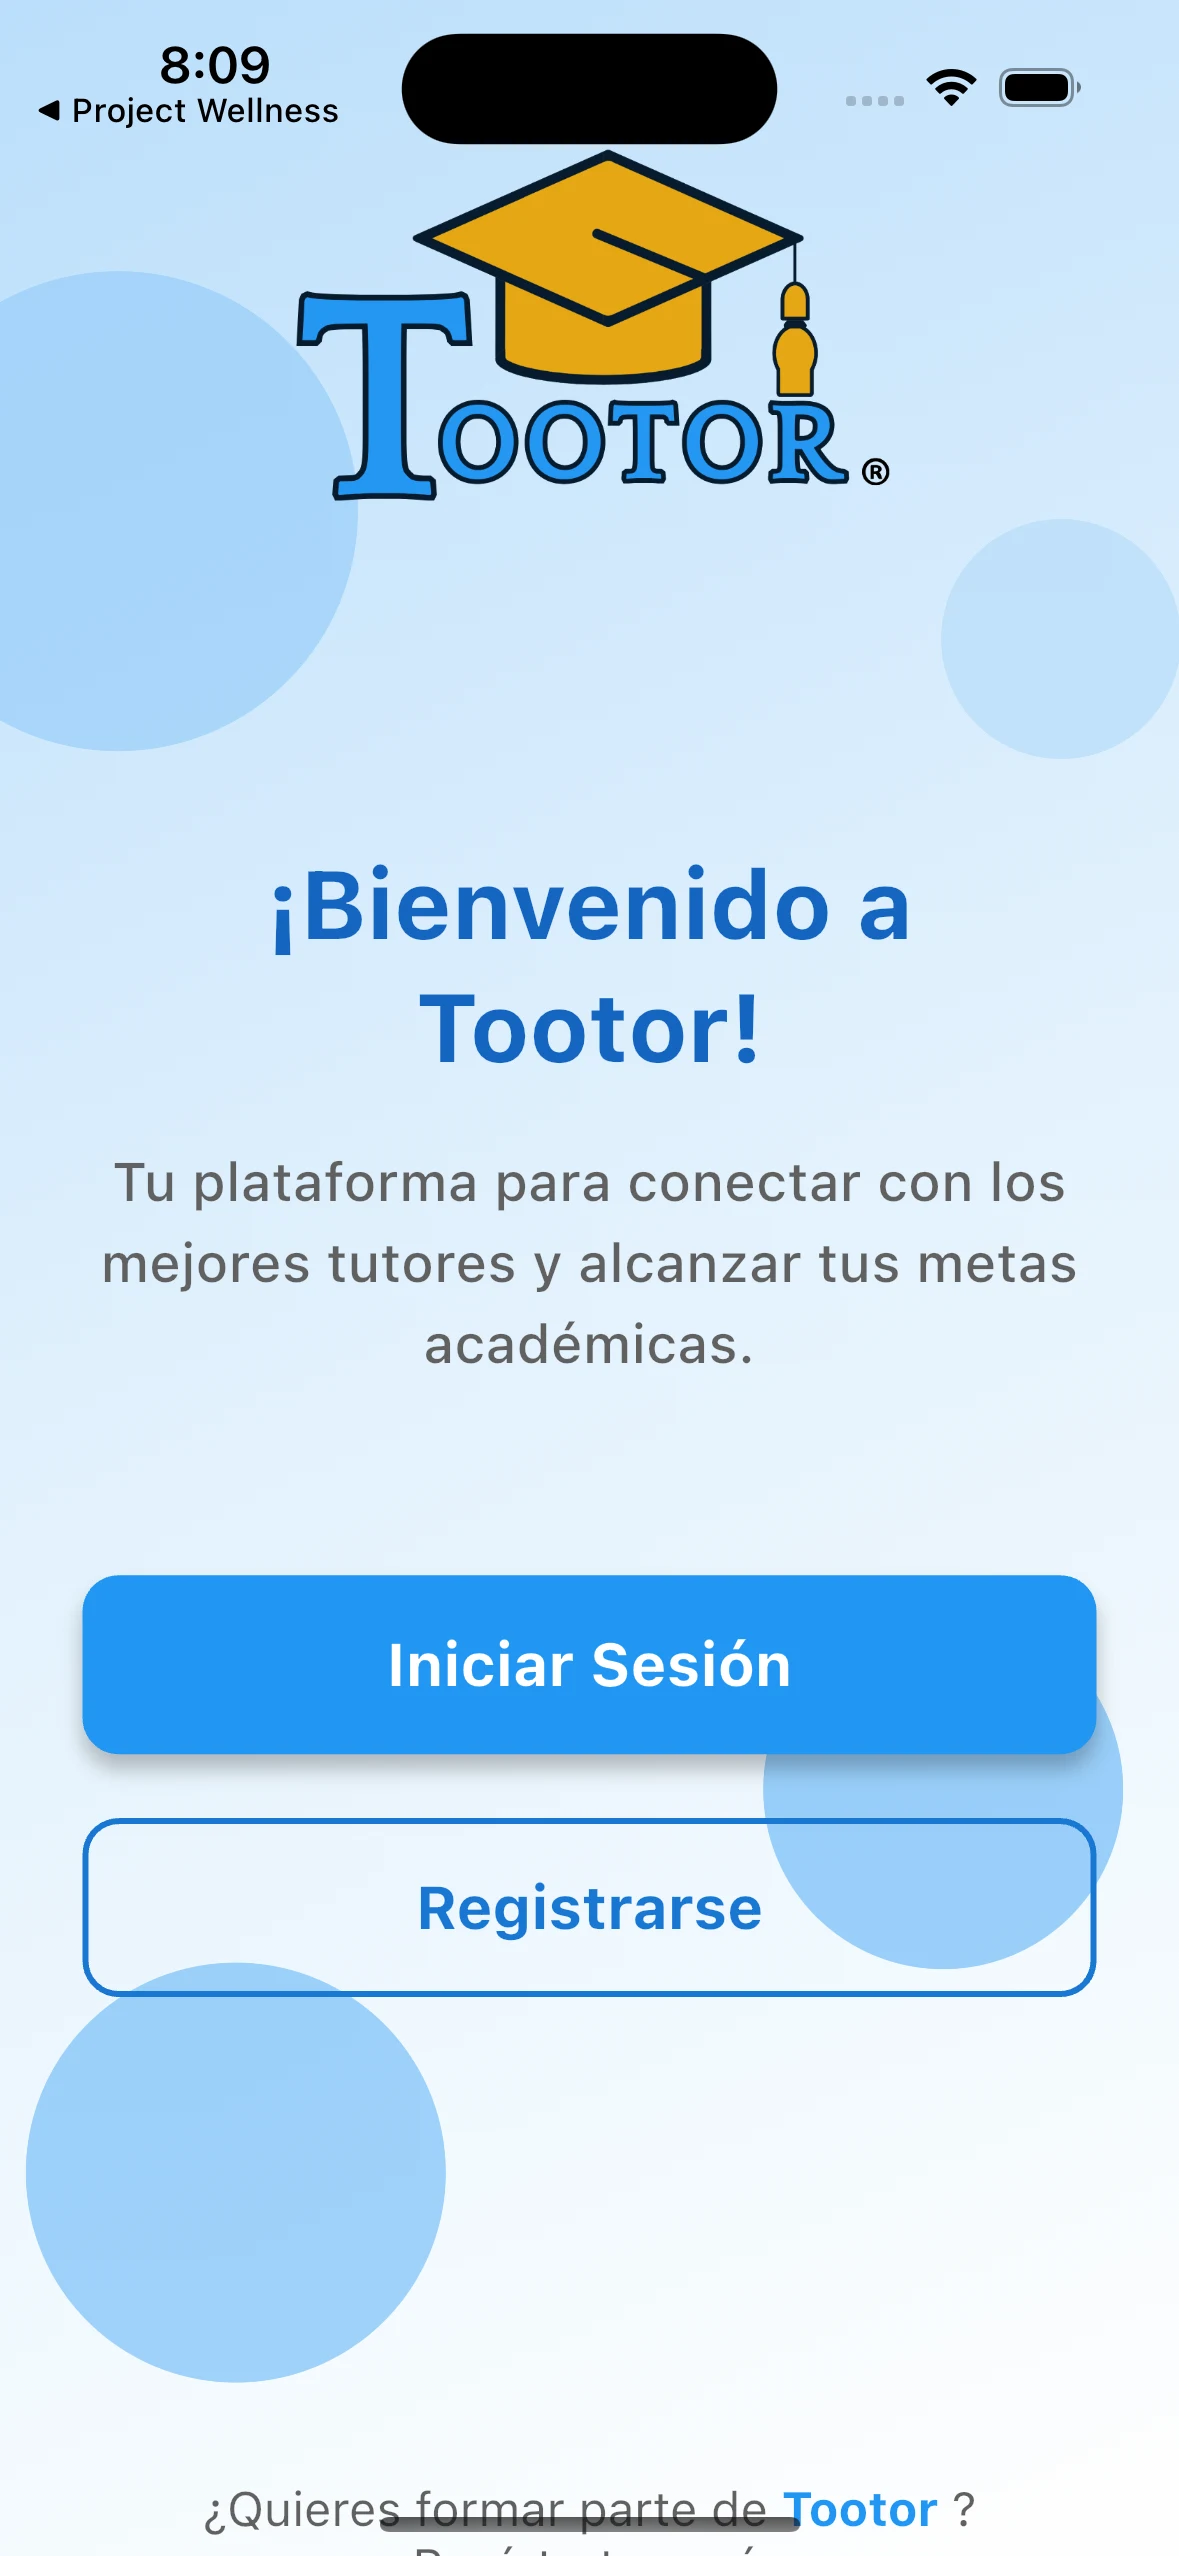 8:09
◀ Project Wellness
TOOTOR ®
¡Bienvenido a
Tootor!
Tu plataforma para conectar con los
mejores tutores y alcanzar tus metas
académicas.
Iniciar Sesión
Registrarse
¿Quieres formar parte de Tootor ?